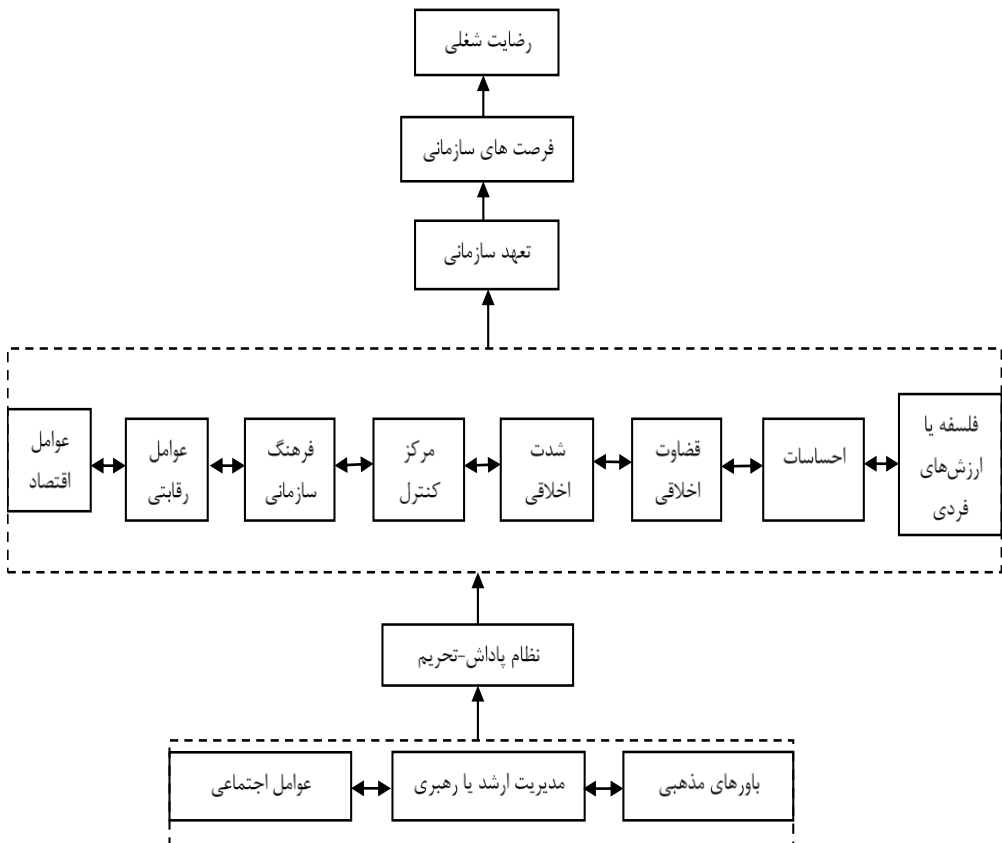 رضایت شغلی
فرصت های سازمانی
تعهد سازمانی
فلسفه یا
ارزش‌های
فردی
احساسات
قضاوت
اخلاقی
شدت
اخلاقی
مرکز
کنترل
فرهنگ
سازمانی
عوامل
رقابتی
عوامل
اقتصاد
نظام پاداش-تحریم
باورهای مذهبی
مدیریت ارشد یا رهبری
عوامل اجتماعی